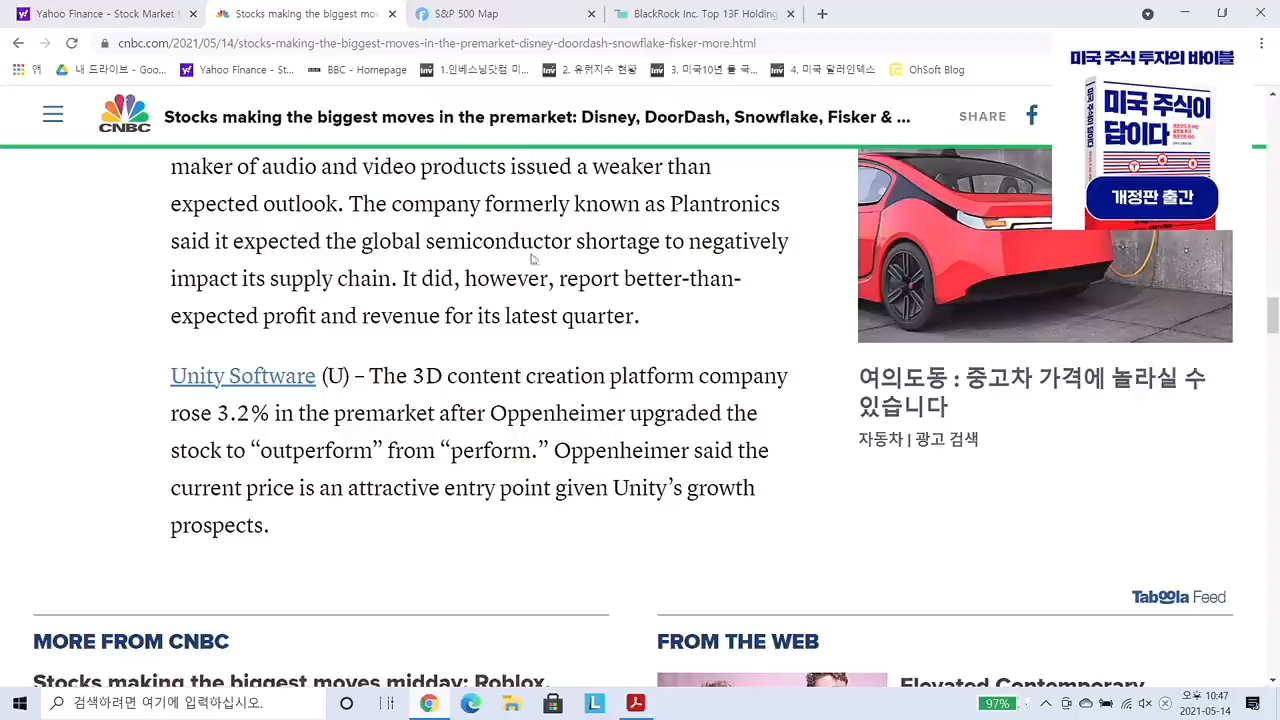 Yahoo Finance - Stock Market
Stocks making the biggest mov
S&P 500 Map
BlackRock Inc. Top 13F Holding
cnbc.com/2021/05/14/stocks-making-the-biggest-moves-in-the-premarket-disney-doordash-snowflake-fisker-more.html
앱
내 드라이브 - Goo...
Yahoo Finance - St...
BBC - Homepage
1.인베스팅닷컴 미...
2. 유럽지수 현황
3. 미국10년 물 국...
4. 미국 달러인덱스
OhSoft Blog
미국 주식 투자의 바이블
미국 주식이
답이다
개정판 출간
CNBC
Stocks making the biggest moves in the premarket: Disney, DoorDash, Snowflake, Fisker & ...
SHARE
maker of audio and video products issued a weaker than
expected outlook. The company formerly known as Plantronics
said it expected the global semiconductor shortage to negatively
impact its supply chain. It did, however, report better-than-
expected profit and revenue for its latest quarter.
Unity Software (U) – The 3D content creation platform company
rose 3.2% in the premarket after Oppenheimer upgraded the
stock to “outperform” from “perform.” Oppenheimer said the
current price is an attractive entry point given Unity’s growth
prospects.
여의도동 : 중고차 가격에 놀라실 수
있습니다
자동차 | 광고 검색
Taboola Feed
MORE FROM CNBC
FROM THE WEB
Stocks making the biggest moves midday: Roblox,
Elevated Contemporary
검색하려면 여기에 입력하십시오.
97%
오후 10:47
2021-05-14